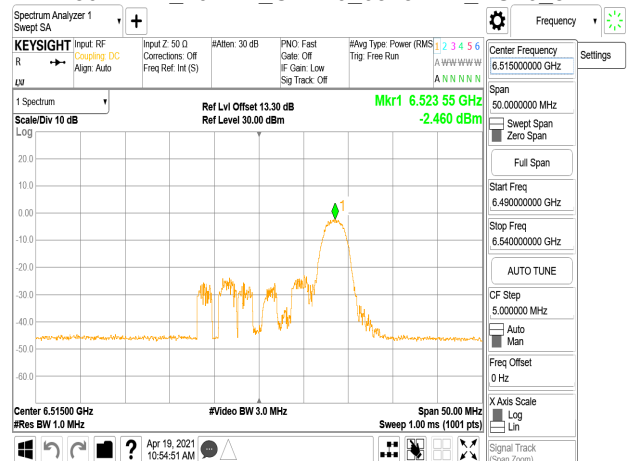 Spectrum Analyzer 1
Swept SA
+
Frequency
Settings
KEYSIGHT
R
Input: RF
Coupling: DC
Align: Auto
Input Z: 50 Ω
Corrections: Off
Freq Ref: Int (S)
#Atten: 30 dB
PNO: Fast
Gate: Off
IF Gain: Low
Sig Track: Off
#Avg Type: Power (RMS
Trig: Free Run
1 2 3 4 5 6
A W W W W W
A N N N N N
LXI
1 Spectrum
Scale/Div 10 dB
Ref Lvl Offset 13.30 dB
Ref Level 30.00 dBm
Mkr1 6.523 55 GHz
-2.460 dBm
Log
20.0
10.0
0.00
-10.0
-20.0
-30.0
-40.0
-50.0
-60.0
1
Center 6.51500 GHz
#Res BW 1.0 MHz
#Video BW 3.0 MHz
Span 50.00 MHz
Sweep 1.00 ms (1001 pts)
Center Frequency
6.515000000 GHz
Span
50.0000000 MHz
Swept Span
Zero Span
Full Span
Start Freq
6.490000000 GHz
Stop Freq
6.540000000 GHz
AUTO TUNE
CF Step
5.000000 MHz
Auto
Man
Freq Offset
0 Hz
X Axis Scale
Log
Lin
Signal Track
(Span Zoom)
?
Apr 19, 2021
10:54:51 AM